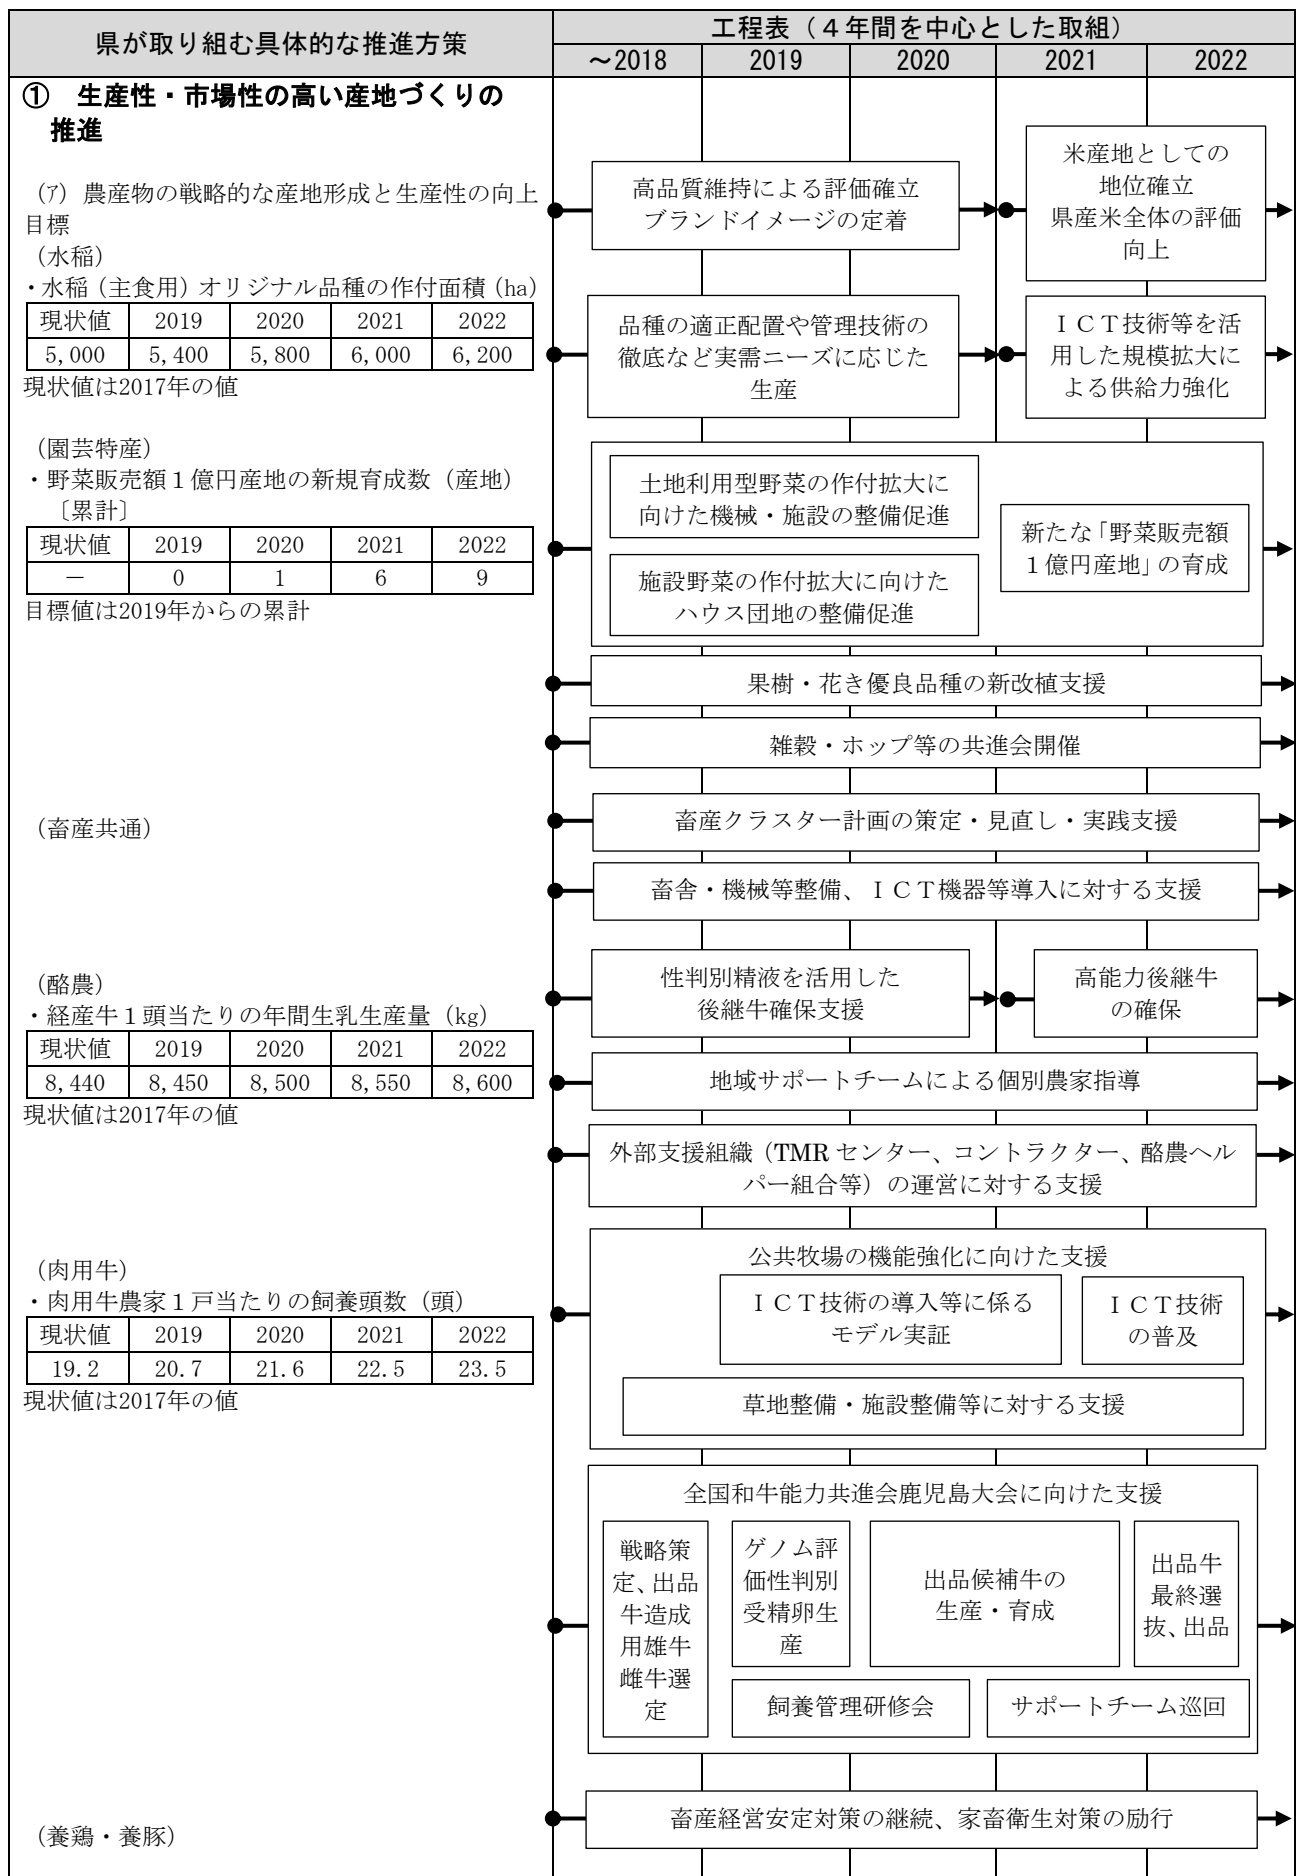 県が取り組む具体的な推進方策
工程表（４年間を中心とした取組）
～2018 2019 2020 2021 2022
① 生産性・市場性の高い産地づくりの
推進
（ｱ）農産物の戦略的な産地形成と生産性の向上
目標
（水稲）
・水稲（主食用）オリジナル品種の作付面積（ha）
現状値 2019 2020 2021 2022
5,000 5,400 5,800 6,000 6,200
現状値は2017年の値
高品質維持による評価確立
ブランドイメージの定着
米産地としての
地位確立
県産米全体の評価
向上
品種の適正配置や管理技術の
徹底など実需ニーズに応じた
生産
ＩＣＴ技術等を活
用した規模拡大に
よる供給力強化
（園芸特産）
・野菜販売額１億円産地の新規育成数（産地）
〔累計〕
現状値 2019 2020 2021 2022
－ 0 1 6 9
目標値は2019年からの累計
土地利用型野菜の作付拡大に
向けた機械・施設の整備促進
施設野菜の作付拡大に向けた
ハウス団地の整備促進
新たな「野菜販売額
１億円産地」の育成
果樹・花き優良品種の新改植支援
雑穀・ホップ等の共進会開催
（畜産共通）
畜産クラスター計画の策定・見直し・実践支援
畜舎・機械等整備、ＩＣＴ機器等導入に対する支援
（酪農）
・経産牛１頭当たりの年間生乳生産量（kg）
現状値 2019 2020 2021 2022
8,440 8,450 8,500 8,550 8,600
現状値は2017年の値
性判別精液を活用した
後継牛確保支援
高能力後継牛
の確保
地域サポートチームによる個別農家指導
外部支援組織（TMR センター、コントラクター、酪農ヘル
パー組合等）の運営に対する支援
（肉用牛）
・肉用牛農家１戸当たりの飼養頭数（頭）
現状値 2019 2020 2021 2022
19.2 20.7 21.6 22.5 23.5
現状値は2017年の値
公共牧場の機能強化に向けた支援
ＩＣＴ技術の導入等に係る
モデル実証
ＩＣＴ技術
の普及
草地整備・施設整備等に対する支援
全国和牛能力共進会鹿児島大会に向けた支援
戦略策
定、出品
牛造成
用雄牛
雌牛選
定
ゲノム評
価性判別
受精卵生
産
出品候補牛の
生産・育成
出品牛
最終選
抜、出品
飼養管理研修会
サポートチーム巡回
（養鶏・養豚）
畜産経営安定対策の継続、家畜衛生対策の励行